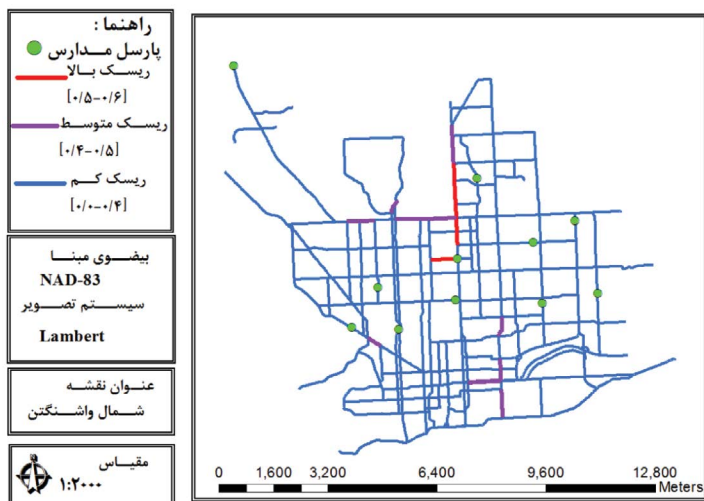 راهنما :
پارسل مدارس
ریسک بالا
[۰/۵-۰/۶]
ریسک متوسط
[۰/۴-۰/۵]
ریسک کم
[۰/۰-۰/۴]
بیضوی مبنا
NAD-83
سیستم تصویر
Lambert
عنوان نقشه
شمال واشنگتن
مقیاس
۱:۲۰۰۰
0 1,600 3,200 6,400 9,600 12,800
Meters